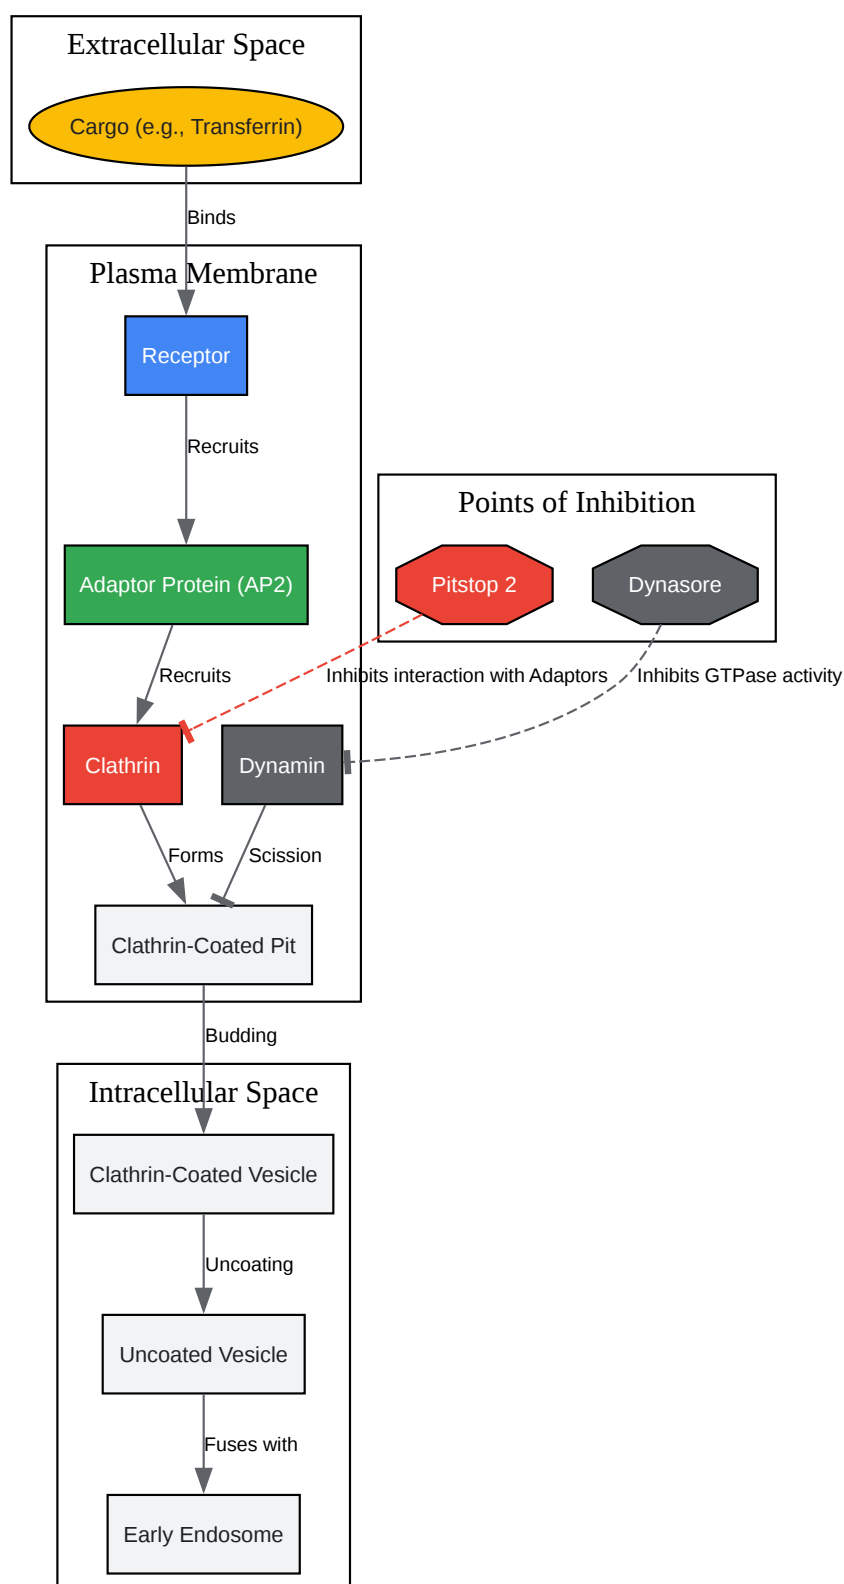 Extracellular Space
Cargo (e.g., Transferrin)
Binds
Plasma Membrane
Receptor
Recruits
Points of Inhibition
Adaptor Protein (AP2)
Pitstop 2
Dynasore
Recruits
Inhibits interaction with Adaptors
Inhibits GTPase activity
Clathrin
Dynamin
Forms
Scission
Clathrin-Coated Pit
Budding
Intracellular Space
Clathrin-Coated Vesicle
Uncoating
Uncoated Vesicle
Fuses with
Early Endosome